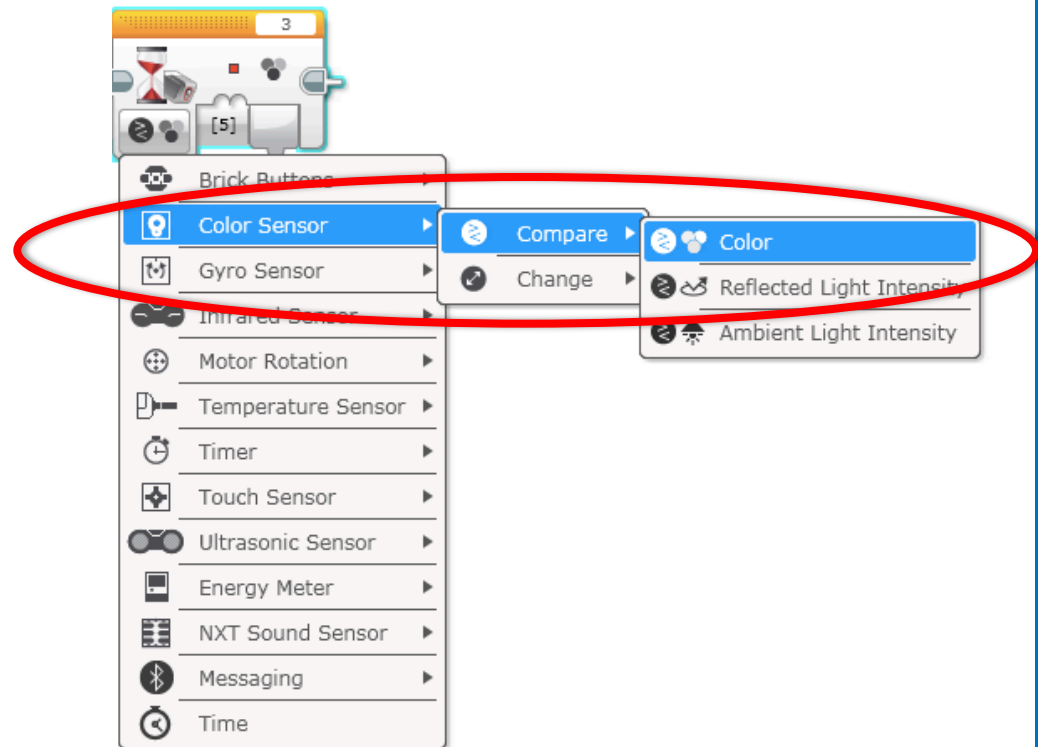 3
[5]
Brick Buttons
Color Sensor
Compare
Color
Gyro Sensor
Change
Reflected Light Intensity
Infrared Sensor
Ambient Light Intensity
Motor Rotation
Temperature Sensor
Timer
Touch Sensor
Ultrasonic Sensor
Energy Meter
NXT Sound Sensor
Messaging
Time